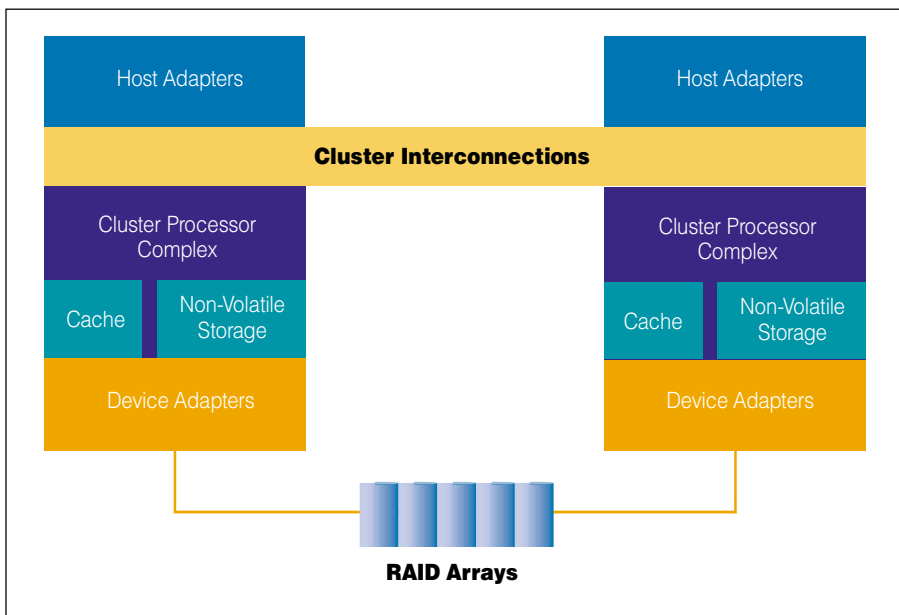 Host Adapters
Host Adapters
Cluster Interconnections
Cluster Processor
Complex
Cache
Non-Volatile
Storage
Device Adapters
Cluster Processor
Complex
Cache
Non-Volatile
Storage
Device Adapters
RAID Arrays